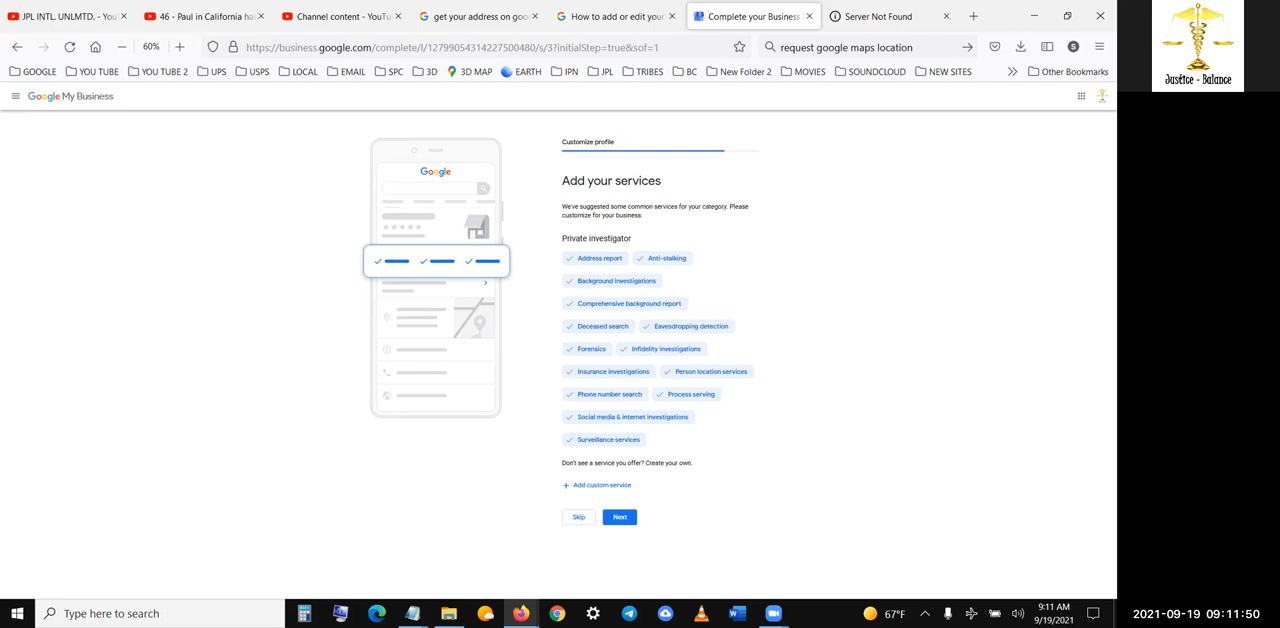 JPL INTL. UNLMTD. - Y
46 - Paul in California ha
Channel content - YouTu
get your address on goo
How to add or edit your
Complete your Business
Server Not Found
60%
https://business.google.com/complete/l/12799054314227500480/s/3?initialStep=true&sof=1
request google maps location
S
GOOGLE YOU TUBE YOU TUBE 2 UPS USPS LOCAL EMAIL SPC 3D 3D MAP EARTH IPN JPL TRIBES BC New Folder 2 MOVIES SOUNDCLOUD NEW SITES Other Bookmarks
Justice - Balance
Google My Business
Customize profile
Google
Add your services
We've suggested some common services for your category. Please
customize for your business.
Private investigator
Address report Anti-stalking
Background investigations
Comprehensive background report
Deceased search Eavesdropping detection
Forensics Infidelity investigations
Insurance investigations Person location services
Phone number search Process serving
Social media & internet investigations
Surveillance services
Don't see a service you offer? Create your own.
+ Add custom service
Skip Next
Type here to search
67°F
9:11 AM
9/19/2021
2021-09-19 09:11:50